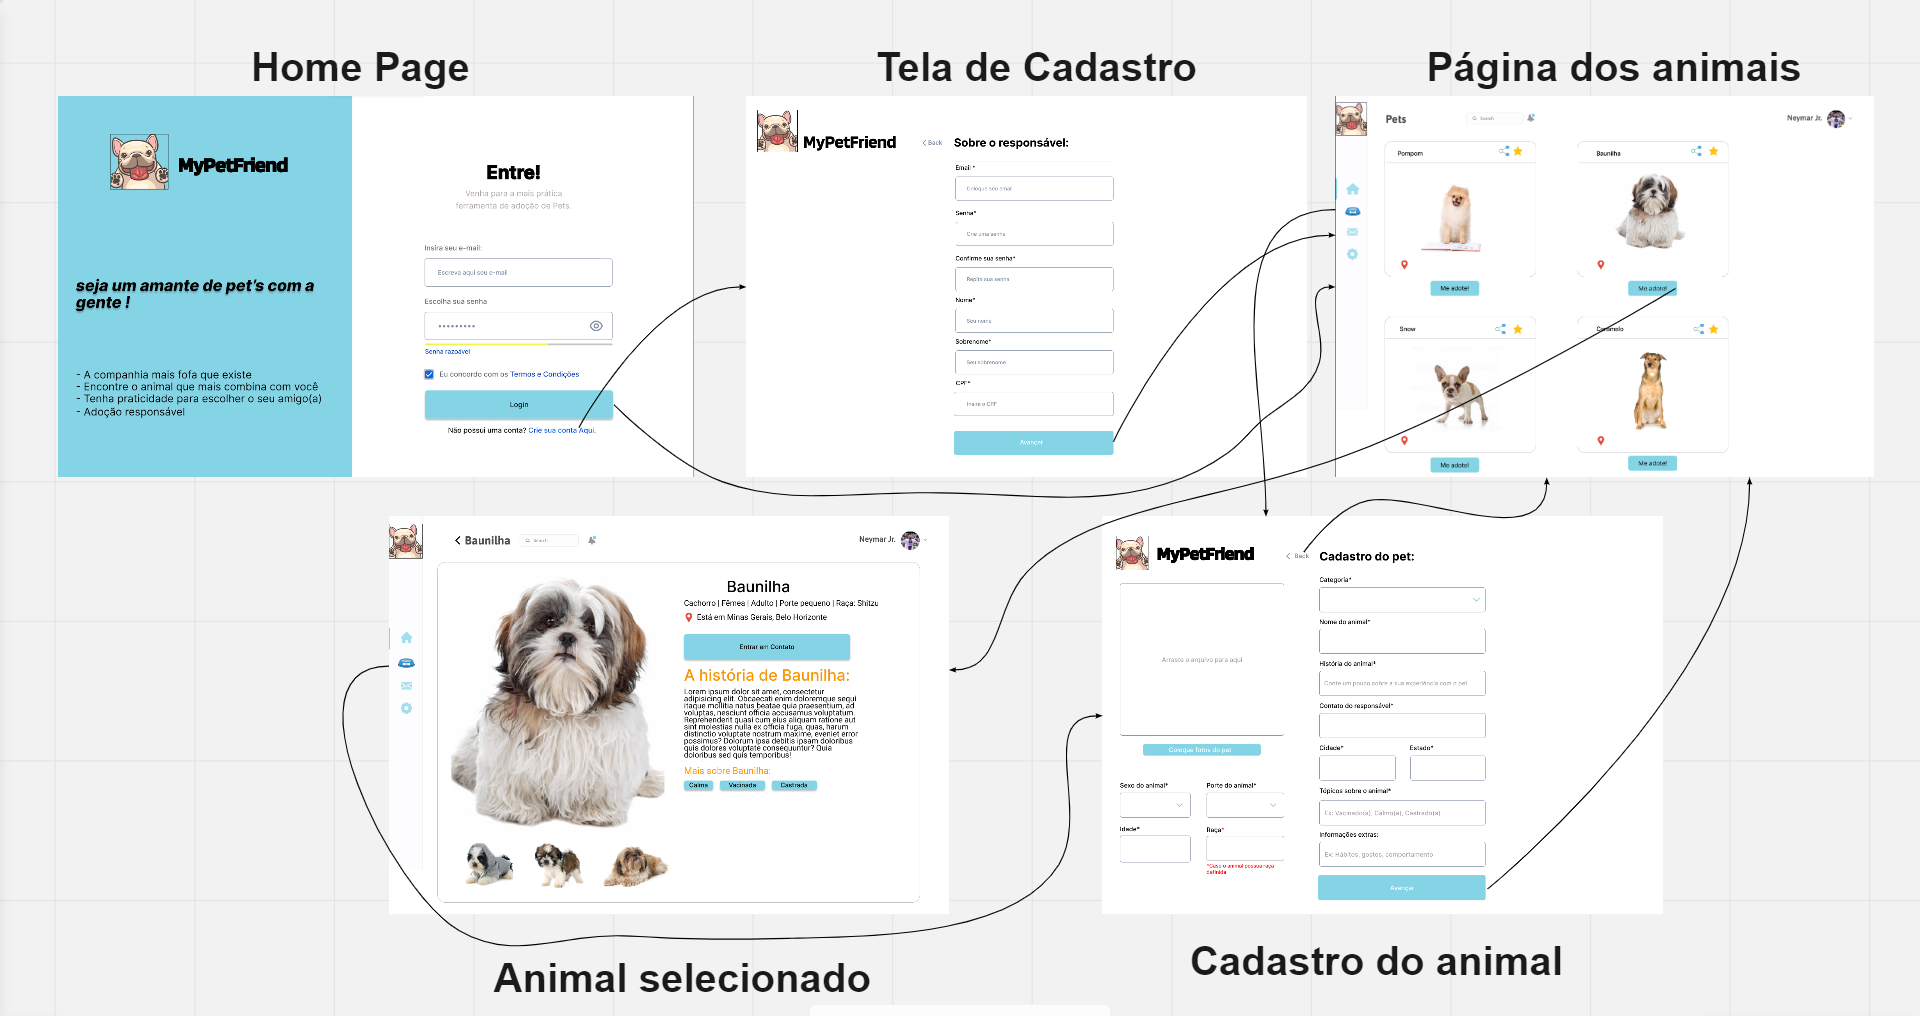 Home Page
MyPetFriend
seja um amante de pet's com a
gente !
- A companhia mais fofa que existe
- Encontre o animal que mais combina com você
- Tenha praticidade para escolher o seu amigo(a)
- Adoção responsável
Entre!
Venha para a mais prática
ferramenta de adoção de Pets.
Insira seu e-mail:
Escreva aqui seu e-mail
Escolha sua senha
Senha razoável
Eu concordo com os Termos e Condições
Login
Não possui uma conta? Crie sua conta Aqui.
Tela de Cadastro
MyPetFriend
Back
Sobre o responsável:
Email *
Coloque seu email
Senha*
Crie uma senha
Confirme sua senha*
Repita sua senha
Nome*
Seu nome
Sobrenome*
Seu sobrenome
CPF*
Insire o CPF
Avançar
Página dos animais
Pets
Search
Neymar Jr.
Pompom
Me adote!
Baunilha
Me adote!
Snow
Me adote!
Caramelo
Me adote!
Baunilha
Search
Neymar Jr.
Baunilha
Cachorro | Fêmea | Adulto | Porte pequeno | Raça: Shitzu
Está em Minas Gerais, Belo Horizonte
Entrar em Contato
A história de Baunilha:
Lorem ipsum dolor sit amet, consectetur
adipisicing elit. Obcaecati enim doloremque sequi
itaque mollitia natus beatae quia praesentium, ad
voluptas, nesciunt officia accusamus voluptatum.
Reprehenderit quasi cum eius aliquam ratione aut
sint molestias nulla ex officia fuga, quas, harum
distinctio voluptate nostrum maxime, eveniet error
possimus? Dolorum ipsa debitis ipsam doloribus
quis dolores voluptate consequuntur? Quia
doloribus sed quis temporibus!
Mais sobre Baunilha:
Calma
Vacinada
Castrada
Animal selecionado
MyPetFriend
Back
Cadastro do pet:
Arraste o arquivo para aqui
Coloque fotos do pet
Sexo do animal*
Porte do animal*
Idade*
Raça*
*Caso o animal possua raça
definida
Categoria*
Nome do animal*
História do animal*
Conte um pouco sobre a sua experiência com o pet
Contato do responsável*
Cidade*
Estado*
Tópicos sobre o animal*
Ex: Vacinado(a), Calmo(a), Castrado(a)
Informações extras:
Ex: Hábitos, gostos, comportamento
Avançar
Cadastro do animal